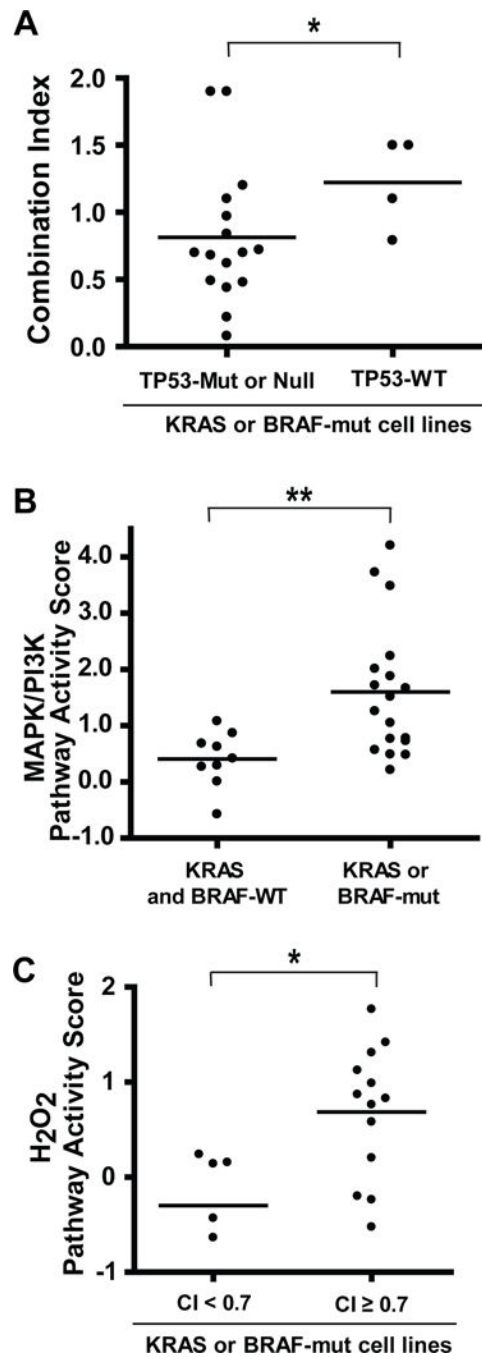 A
*
Combination Index
2.0
1.5
1.0
0.5
0.0
TP53-Mut or Null
TP53-WT
KRAS or BRAF-mut cell lines
B
**
MAPK/PI3K
Pathway Activity Score
4.0
3.0
2.0
1.0
0.0
-1.0
KRAS
and BRAF-WT
KRAS or
BRAF-mut
C
*
H2O2
Pathway Activity Score
2
1
0
-1
CI < 0.7
CI ≥ 0.7
KRAS or BRAF-mut cell lines